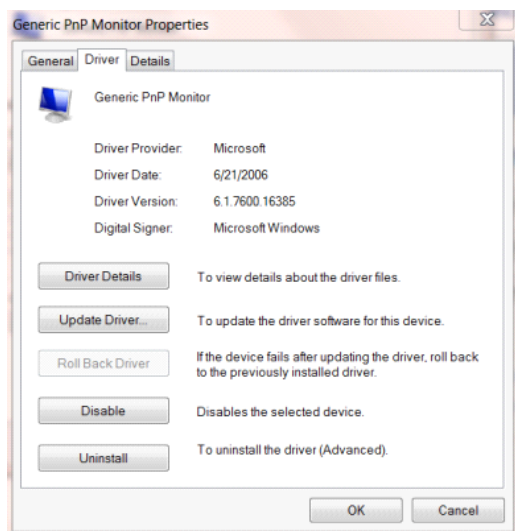 Generic PnP Monitor Properties
General Driver Details
Generic PnP Monitor
Driver Provider: Microsoft
Driver Date: 6/21/2006
Driver Version: 6.1.7600.16385
Digital Signer: Microsoft Windows
Driver Details To view details about the driver files.
Update Driver... To update the driver software for this device.
Roll Back Driver If the device fails after updating the driver, roll back
to the previously installed driver.
Disable Disables the selected device.
Uninstall To uninstall the driver (Advanced).
OK Cancel